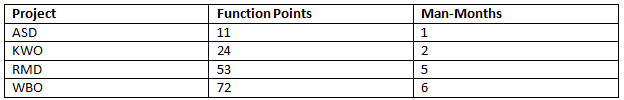 Project Function Points Man-Months
ASD 11 1
KWO 24 2
RMD 53 5
WBO 72 6